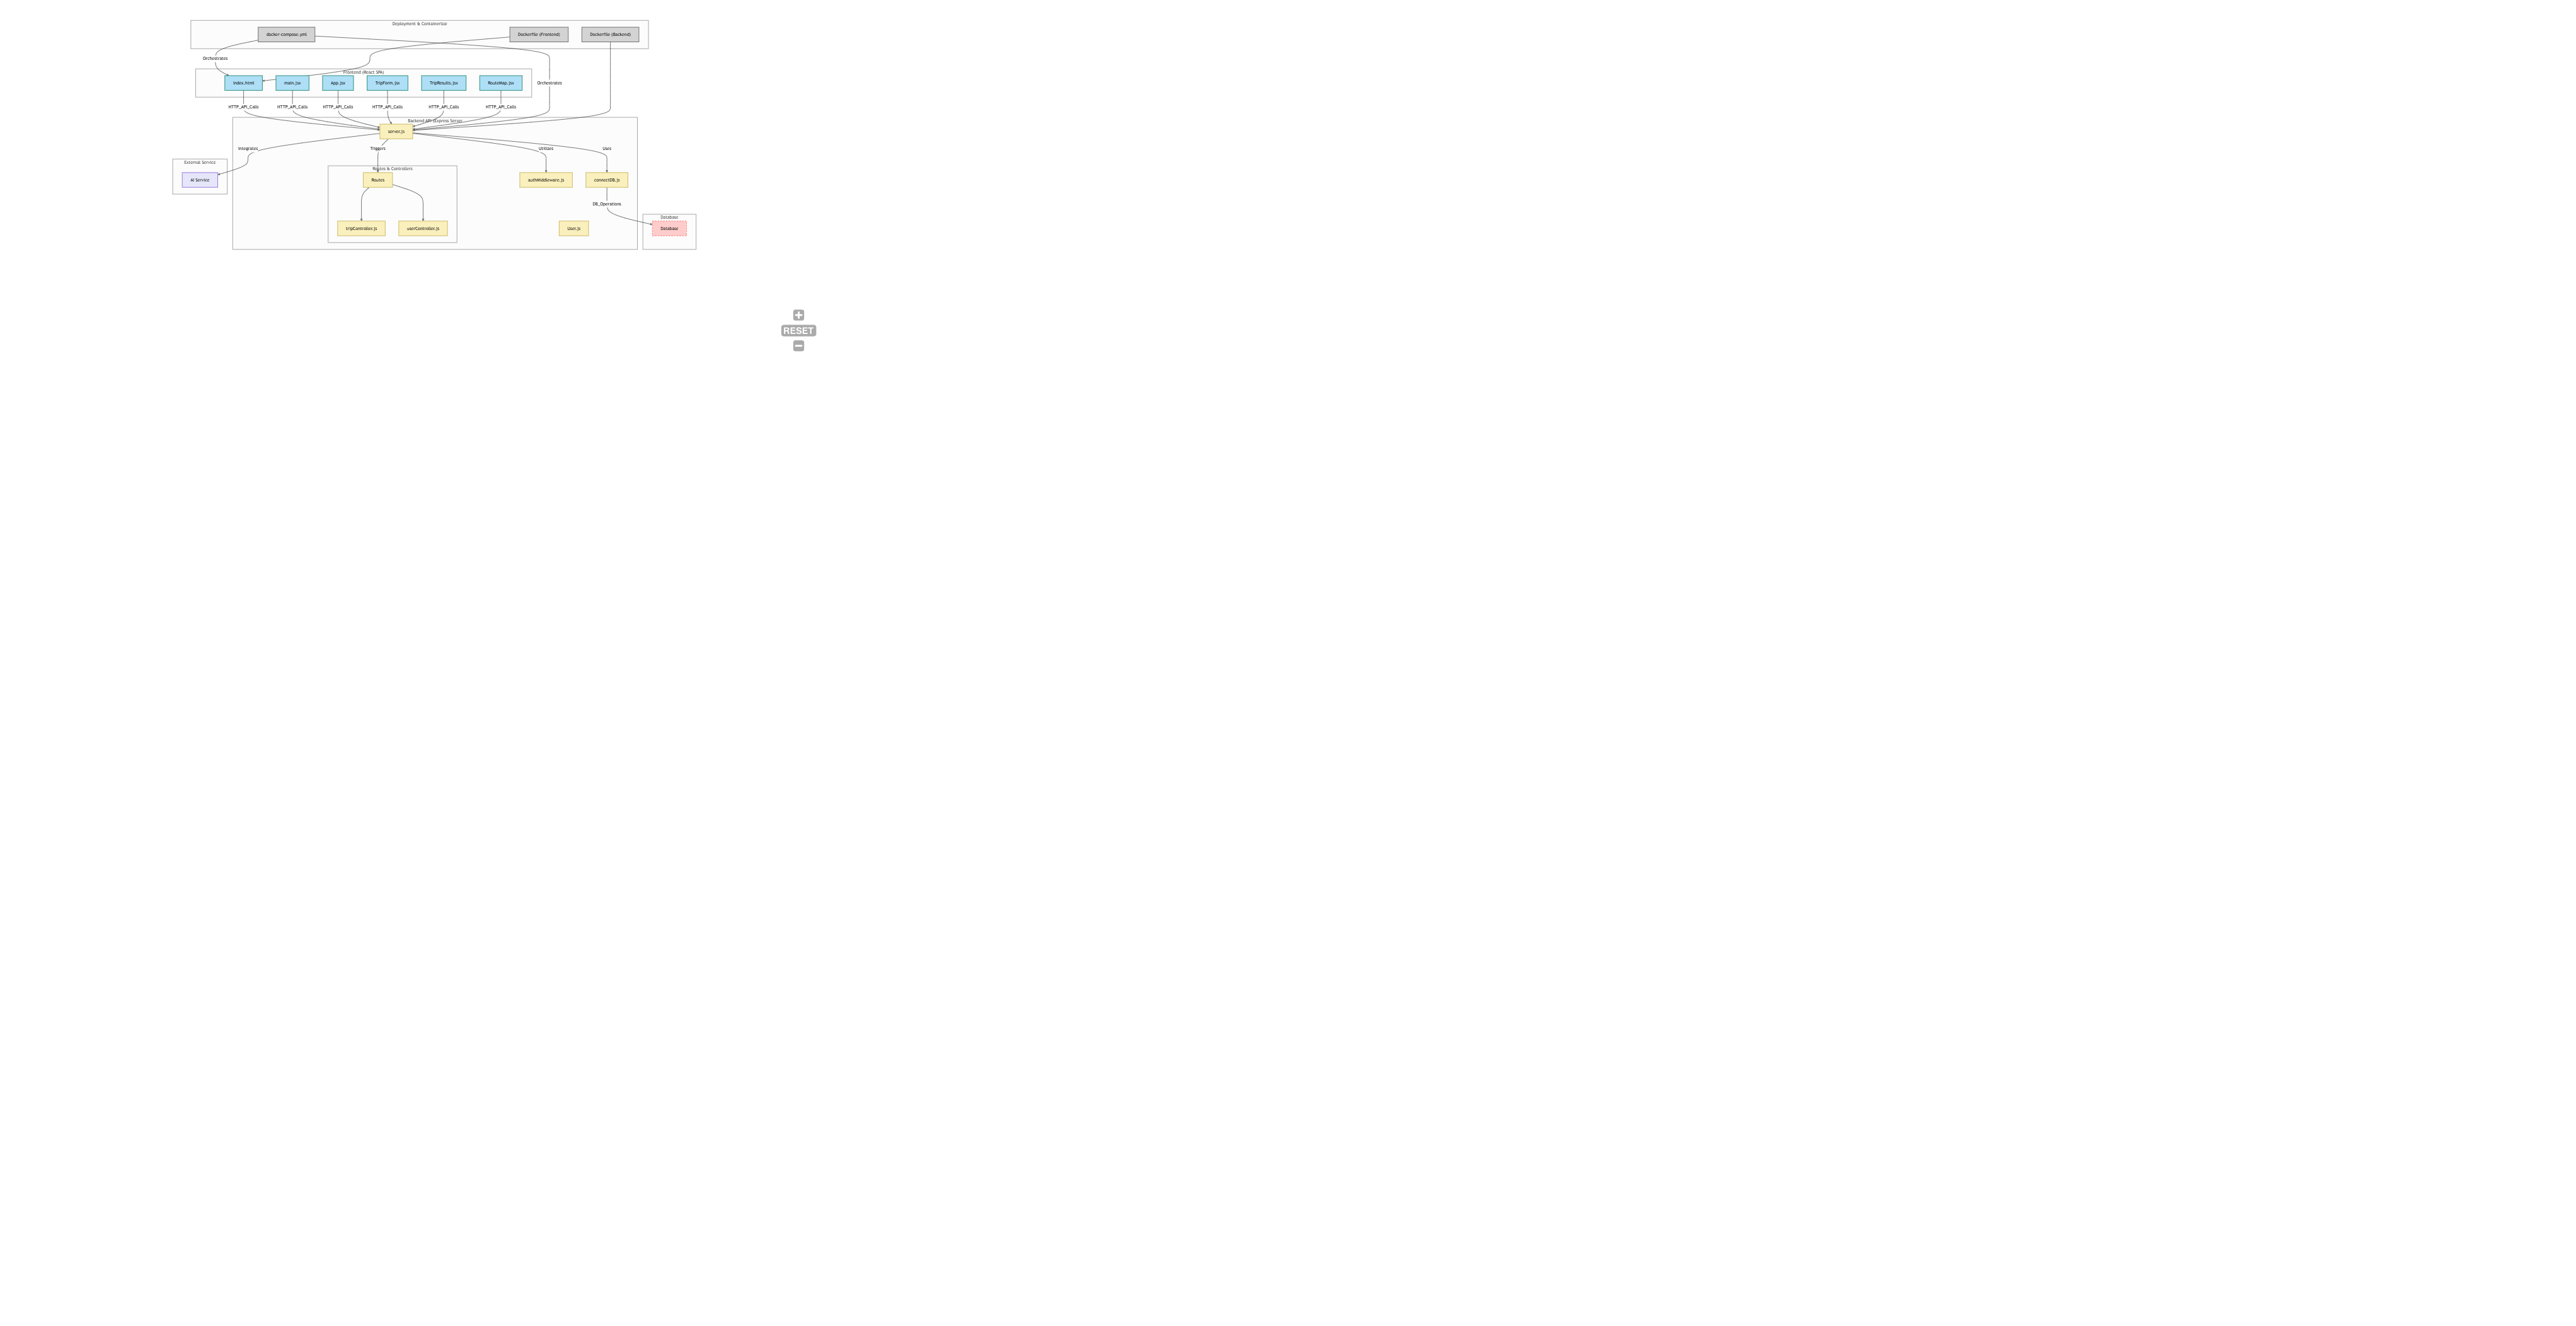 Deployment & Containerize
docker-compose.yml
Dockerfile (Frontend)
Dockerfile (Backend)
Orchestrates
Frontend (React SPA)
index.html
main.jsx
App.jsx
TripForm.jsx
TripResults.jsx
RouteMap.jsx
Orchestrates
HTTP_API_Calls
HTTP_API_Calls
HTTP_API_Calls
HTTP_API_Calls
HTTP_API_Calls
HTTP_API_Calls
Backend API (Express Server
server.js
Integrates
Triggers
Utilizes
Uses
External Service
AI Service
Routes & Controllers
Routes
authMiddleware.js
connectDB.js
DB_Operations
tripController.js
userController.js
User.js
Database
Database
RESET